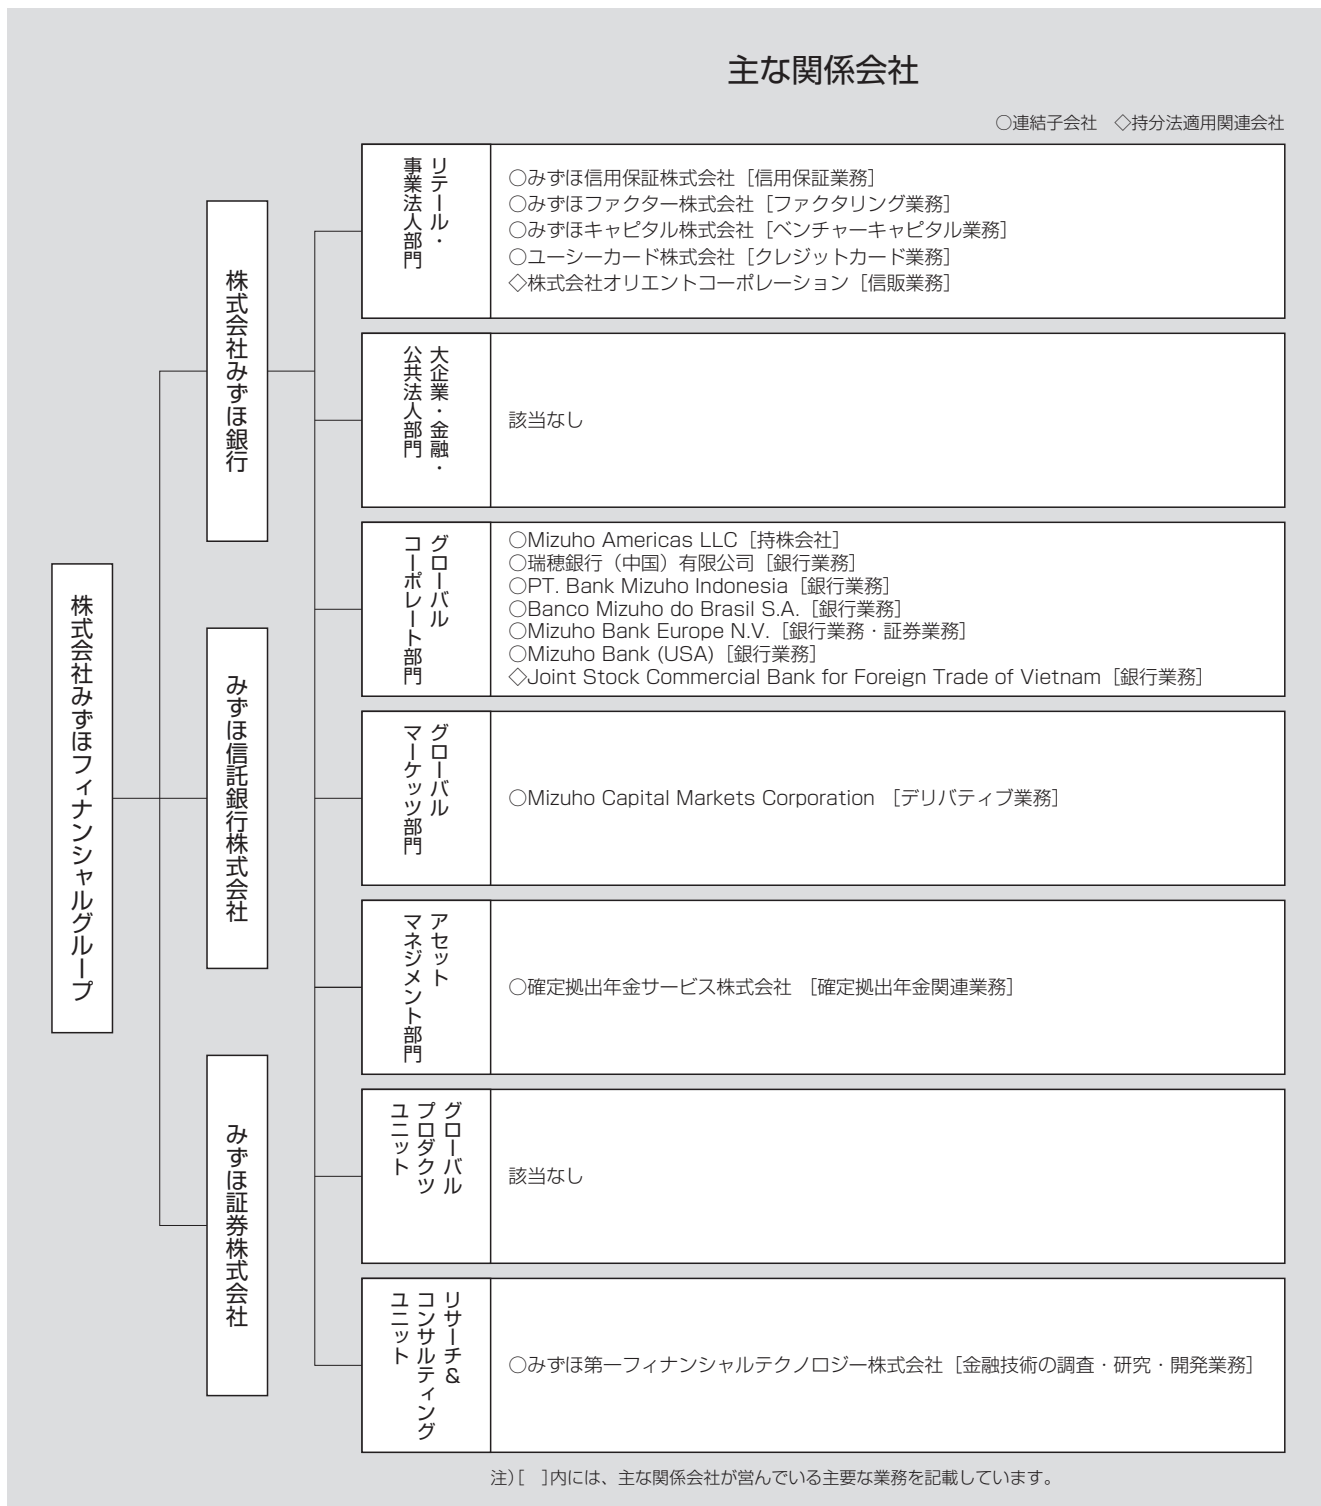 主な関係会社
○連結子会社　◇持分法適用関連会社
株式会社みずほフィナンシャルグループ
株式会社みずほ銀行
みずほ信託銀行株式会社
みずほ証券株式会社
リテール・
事業法人部門
○みずほ信用保証株式会社［信用保証業務］
○みずほファクター株式会社［ファクタリング業務］
○みずほキャピタル株式会社［ベンチャーキャピタル業務］
○ユーシーカード株式会社［クレジットカード業務］
◇株式会社オリエントコーポレーション［信販業務］
大企業・金融・
公共法人部門
該当なし
グローバル
コーポレート部門
○Mizuho Americas LLC［持株会社］
○瑞穂銀行（中国）有限公司［銀行業務］
○PT. Bank Mizuho Indonesia［銀行業務］
○Banco Mizuho do Brasil S.A.［銀行業務］
○Mizuho Bank Europe N.V.［銀行業務・証券業務］
○Mizuho Bank (USA)［銀行業務］
◇Joint Stock Commercial Bank for Foreign Trade of Vietnam［銀行業務］
グローバル
マーケッツ部門
○Mizuho Capital Markets Corporation ［デリバティブ業務］
アセット
マネジメント部門
○確定拠出年金サービス株式会社 ［確定拠出年金関連業務］
グローバル
プロダクツ
ユニット
該当なし
リサーチ&
コンサルティング
ユニット
○みずほ第一フィナンシャルテクノロジー株式会社［金融技術の調査・研究・開発業務］
注）［　］内には、主な関係会社が営んでいる主要な業務を記載しています。